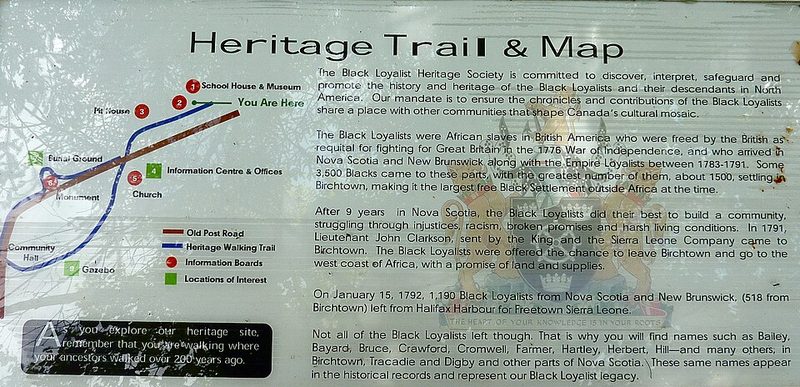 Heritage Trail & Map
1
School House & Museum
2
You Are Here
Pit House
3
Burial Ground
4
Information Centre & Offices
5
Church
6
Monument
Community
Hall
Gazebo
Old Post Road
Heritage Walking Trail
Information Boards
Locations of Interest
As you explore our heritage site,
remember that you are walking where
your ancestors walked over 200 years ago.
The Black Loyalist Heritage Society is committed to discover, interpret, safeguard and
promote the history and heritage of the Black Loyalists and their descendants in North
America. Our mandate is to ensure the chronicles and contributions of the Black Loyalists
share a place with other communities that shape Canada's cultural mosaic.
The Black Loyalists were African slaves in British America who were freed by the British as
requital for fighting for Great Britain in the 1776 War of Independence, and who arrived in
Nova Scotia and New Brunswick along with the Empire Loyalists between 1783-1791. Some
3,500 Blacks came to these parts, with the greatest number of them, about 1500, settling in
Birchtown, making it the largest free Black Settlement outside Africa at the time.
After 9 years in Nova Scotia, the Black Loyalists did their best to build a community,
struggling through injustices, racism, broken promises and harsh living conditions. In 1791,
Lieutenant John Clarkson, sent by the King and the Sierra Leone Company came to
Birchtown. The Black Loyalists were offered the chance to leave Birchtown and go to the
west coast of Africa, with a promise of land and supplies.
On January 15, 1792, 1,190 Black Loyalists from Nova Scotia and New Brunswick, (518 from
Birchtown) left from Halifax Harbour for Freetown Sierra Leone.
THE HEART OF YOUR KNOWLEDGE IS IN YOUR ROOTS
Not all of the Black Loyalists left though. That is why you will find names such as Bailey,
Bayard, Bruce, Crawford, Cromwell, Farmer, Hartley, Herbert, Hill—and many others, in
Birchtown, Tracadie and Digby and other parts of Nova Scotia. These same names appear
in the historical records and represent our Black Loyalist legacy.